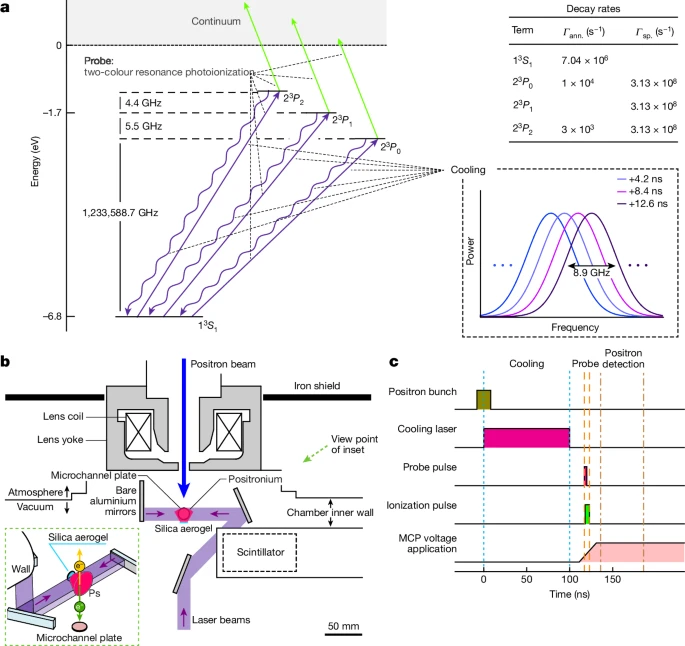 a
Continuum
0
Probe:
two-colour resonance photoionization
2³P₂
4.4 GHz
−1.7
2³P₁
5.5 GHz
2³P₀
Energy (eV)
Cooling
1,233,588.7 GHz
−6.8
1³S₁
Decay rates
Term Γann. (s⁻¹) Γsp. (s⁻¹)
1³S₁ 7.04 × 10⁶
2³P₀ 1 × 10⁴ 3.13 × 10⁸
2³P₁ 3.13 × 10⁸
2³P₂ 3 × 10³ 3.13 × 10⁸
+4.2 ns
+8.4 ns
+12.6 ns
Power
8.9 GHz
Frequency
b
Positron beam
Iron shield
Lens coil
Lens yoke
View point
of inset
Microchannel plate
Positronium
Atmosphere
Vacuum
Bare
aluminium
mirrors
Chamber inner wall
Silica aerogel
Scintillator
Silica aerogel
Wall
e⁺
Ps
e⁻
Microchannel plate
Laser beams
50 mm
c
Positron
Cooling Probe detection
Positron bunch
Cooling laser
Probe pulse
Ionization pulse
MCP voltage
application
0 50 100 150
Time (ns)